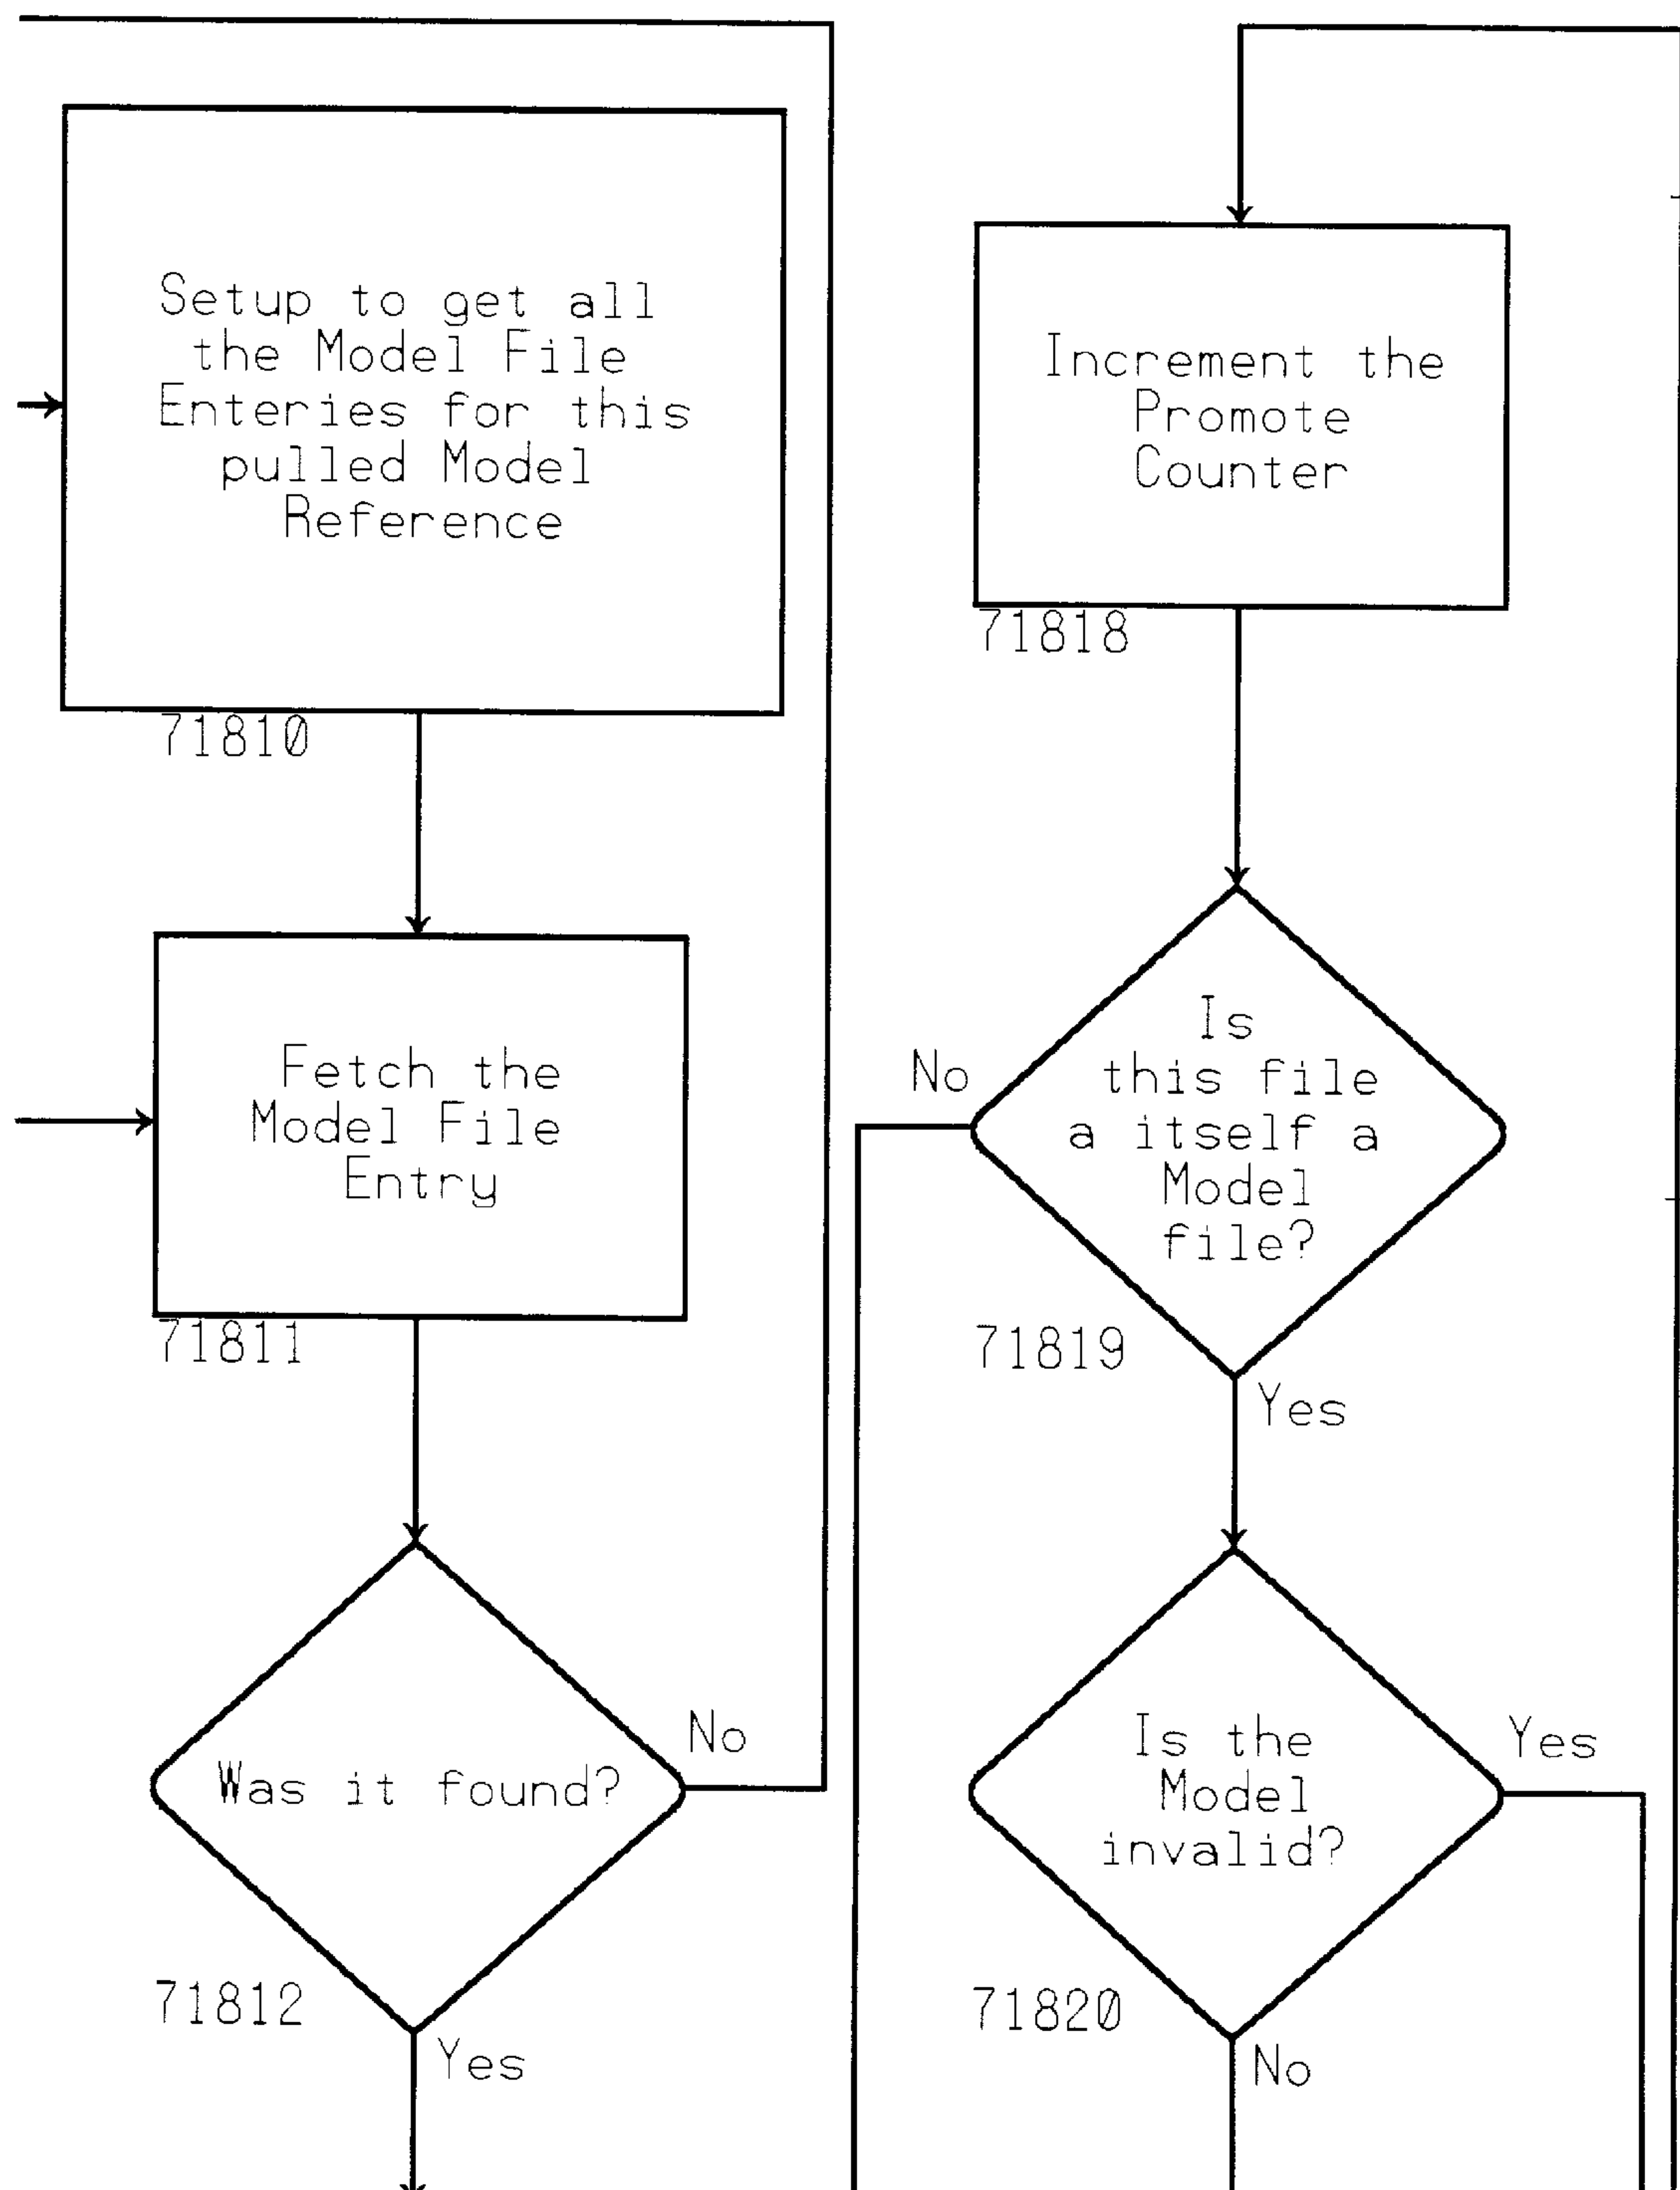 Setup to get all
the Model File
Enteries for this
pulled Model
Reference
71810
Fetch the
Model File
Entry
71811
Was it found?
No
71812
Yes
Increment the
Promote
Counter
71818
Is
this file
a itself a
Model
file?
No
71819
Yes
Is the
Model
invalid?
Yes
71820
No